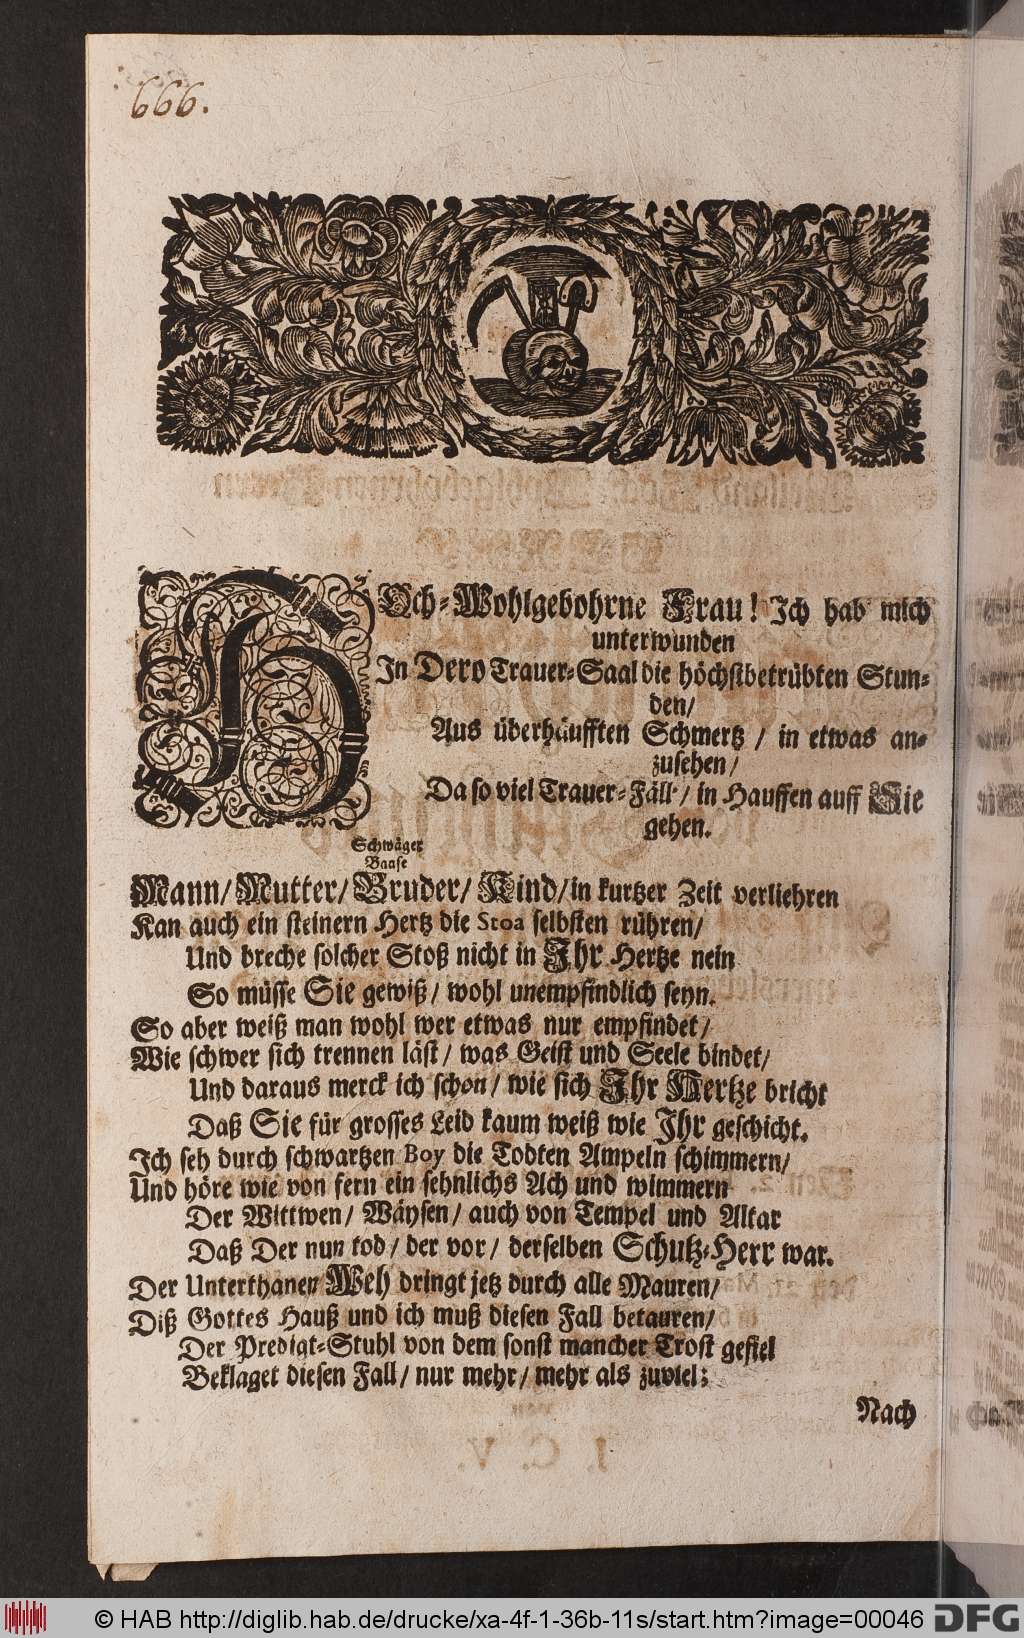 666.
HOch-Wohlgebohrne Frau! Ich hab mich
unterwunden
In Dero Trauer-Saal die höchstbetrübten Stun-
den/
Aus überhäufften Schmertz / in etwas an-
zusehen/
Da so viel Trauer-Fäll/ in Hauffen auff Sie
gehen.
Schwäger
Baase
Mann/ Mutter/ Bruder/ Kind/ in kurtzer Zeit verliehren
Kan auch ein steinern Hertz die Stoa selbsten rühren/
Und breche solcher Stoß nicht in Ihr Hertze nein
So müsse Sie gewiß/ wohl unempfindlich seyn.
So aber weiß man wohl wer etwas nur empfindet/
Wie schwer sich trennen läst/ was Geist und Seele bindet/
Und daraus merck ich schon/ wie sich Ihr Hertze bricht
Daß Sie für grosses Leid kaum weiß wie Ihr geschicht.
Ich seh durch schwartzen Boy die Todten Ampeln schimmern/
Und höre wie von fern ein sehnlichs Ach und wimmern
Der Wittwen/ Wäysen/ auch von Tempel und Altar
Daß Der nun tod/ der vor/ derselben Schutz-Herr war.
Der Unterthanen Weh dringt jetz durch alle Mauren/
Diß Gottes Hauß und ich muß diesen Fall betauren/
Der Predigt-Stuhl von dem sonst mancher Trost gefiel
Beklaget diesen Fall/ nur mehr/ mehr als zuviel;
Nach
© HAB http://diglib.hab.de/drucke/xa-4f-1-36b-11s/start.htm?image=00046
DFG